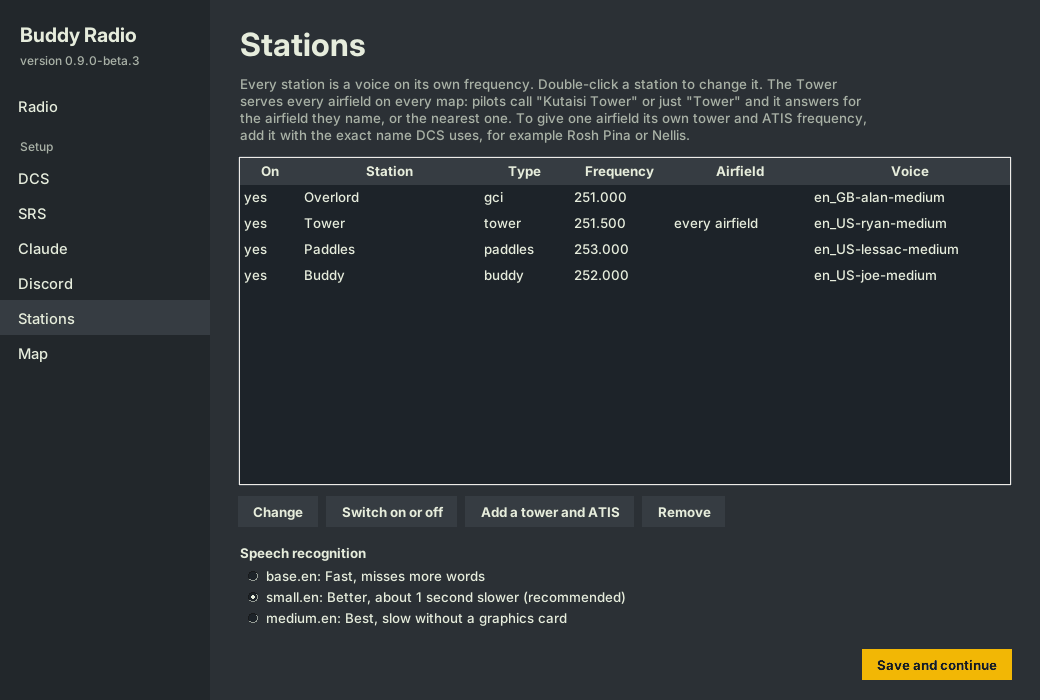 Buddy Radio
version 0.9.0-beta.3
Radio
Setup
DCS
SRS
Claude
Discord
Stations
Map
Stations
Every station is a voice on its own frequency. Double-click a station to change it. The Tower
serves every airfield on every map: pilots call "Kutaisi Tower" or just "Tower" and it answers for
the airfield they name, or the nearest one. To give one airfield its own tower and ATIS frequency,
add it with the exact name DCS uses, for example Rosh Pina or Nellis.
On Station Type Frequency Airfield Voice
yes Overlord gci 251.000 en_GB-alan-medium
yes Tower tower 251.500 every airfield en_US-ryan-medium
yes Paddles paddles 253.000 en_US-lessac-medium
yes Buddy buddy 252.000 en_US-joe-medium
Change Switch on or off Add a tower and ATIS Remove
Speech recognition
base.en: Fast, misses more words
small.en: Better, about 1 second slower (recommended)
medium.en: Best, slow without a graphics card
Save and continue